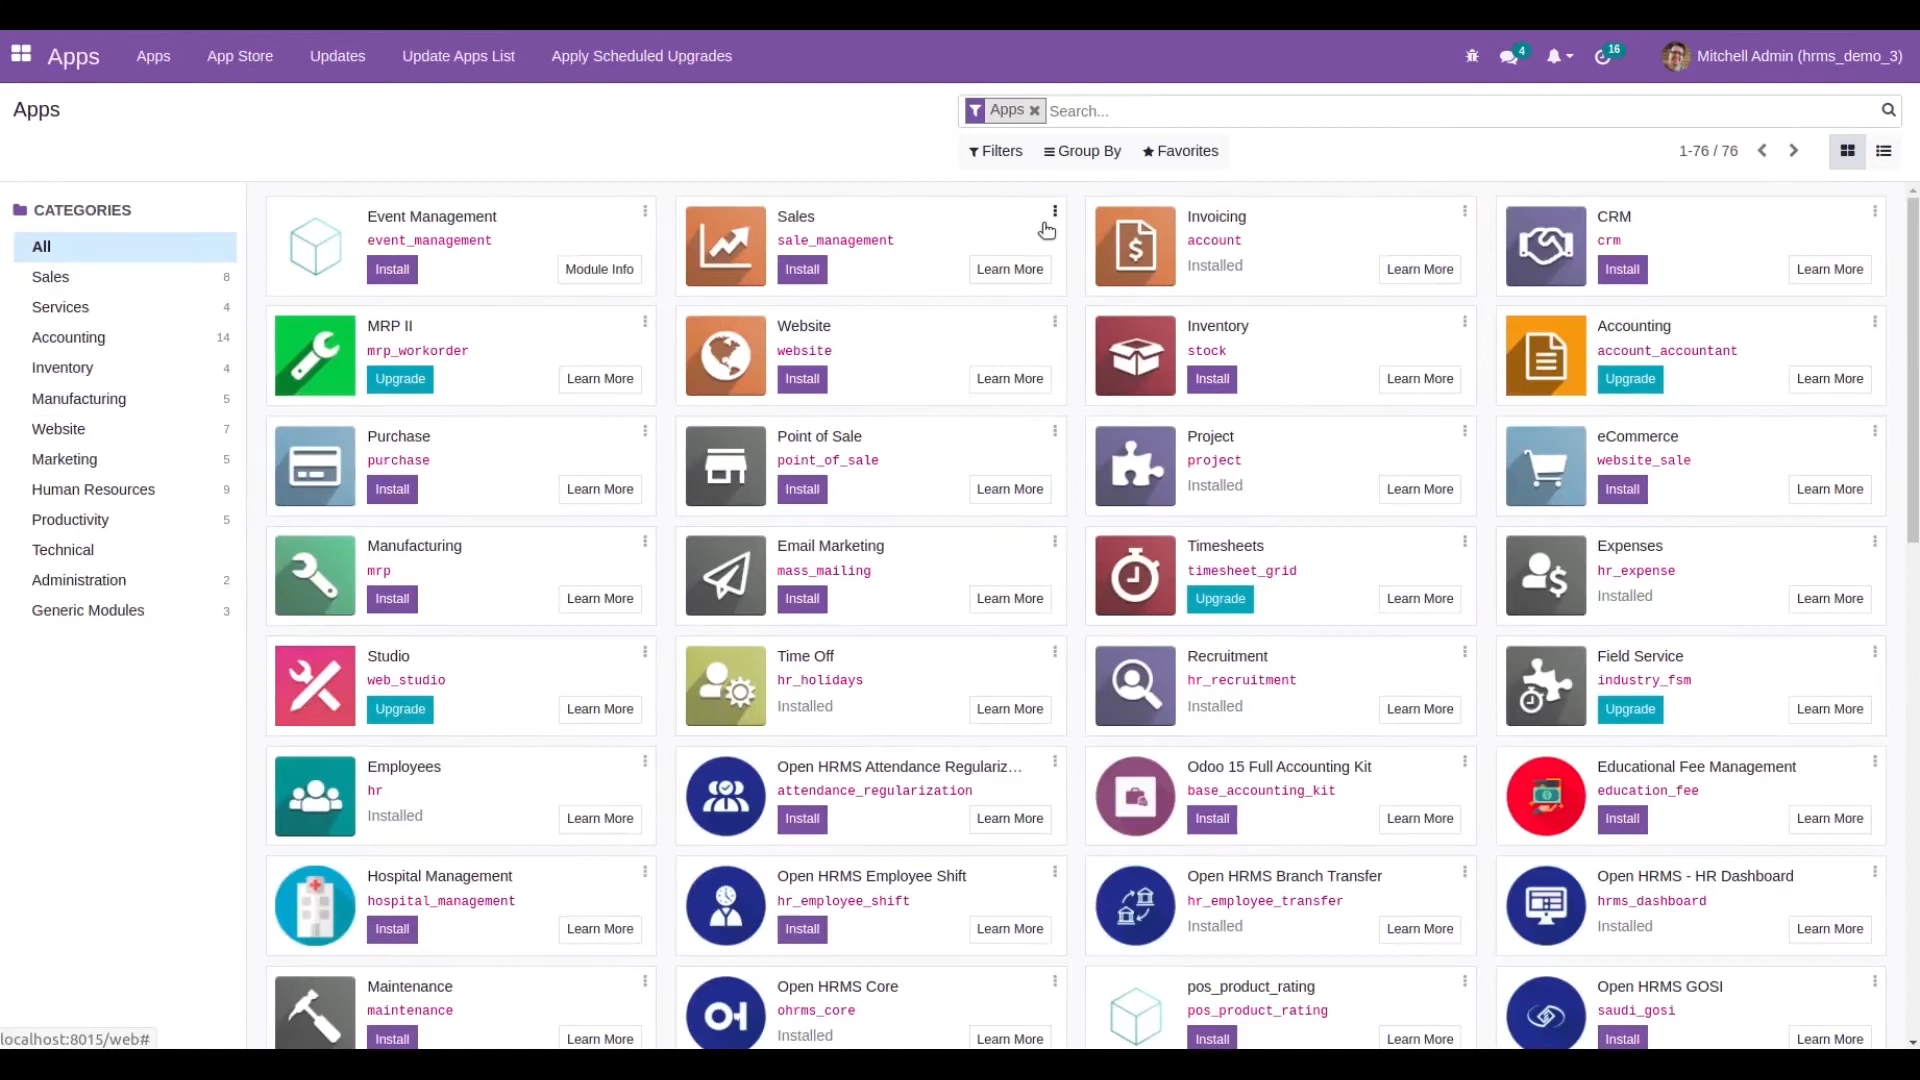 Apps
Apps
App Store
Updates
Update Apps List
Apply Scheduled Upgrades
4
16
Mitchell Admin (hrms_demo_3)
Apps
Apps
Search...
Filters
Group By
Favorites
1-76 / 76
CATEGORIES
All
Sales 8
Services 4
Accounting 14
Inventory 4
Manufacturing 5
Website 7
Marketing 5
Human Resources 9
Productivity 5
Technical
Administration 2
Generic Modules 3
Event Management
event_management
Install
Module Info
Sales
sale_management
Install
Learn More
Invoicing
account
Installed
Learn More
CRM
crm
Install
Learn More
MRP II
mrp_workorder
Upgrade
Learn More
Website
website
Install
Learn More
Inventory
stock
Install
Learn More
Accounting
account_accountant
Upgrade
Learn More
Purchase
purchase
Install
Learn More
Point of Sale
point_of_sale
Install
Learn More
Project
project
Installed
Learn More
eCommerce
website_sale
Install
Learn More
Manufacturing
mrp
Install
Learn More
Email Marketing
mass_mailing
Install
Learn More
Timesheets
timesheet_grid
Upgrade
Learn More
Expenses
hr_expense
Installed
Learn More
Studio
web_studio
Upgrade
Learn More
Time Off
hr_holidays
Installed
Learn More
Recruitment
hr_recruitment
Installed
Learn More
Field Service
industry_fsm
Upgrade
Learn More
Employees
hr
Installed
Learn More
Open HRMS Attendance Regulariz...
attendance_regularization
Install
Learn More
Odoo 15 Full Accounting Kit
base_accounting_kit
Install
Learn More
Educational Fee Management
education_fee
Install
Learn More
Hospital Management
hospital_management
Install
Learn More
Open HRMS Employee Shift
hr_employee_shift
Install
Learn More
Open HRMS Branch Transfer
hr_employee_transfer
Installed
Learn More
Open HRMS - HR Dashboard
hrms_dashboard
Installed
Learn More
Maintenance
maintenance
Install
Learn More
Open HRMS Core
ohrms_core
Installed
Learn More
pos_product_rating
pos_product_rating
Install
Learn More
Open HRMS GOSI
saudi_gosi
Install
Learn More
localhost:8015/web#